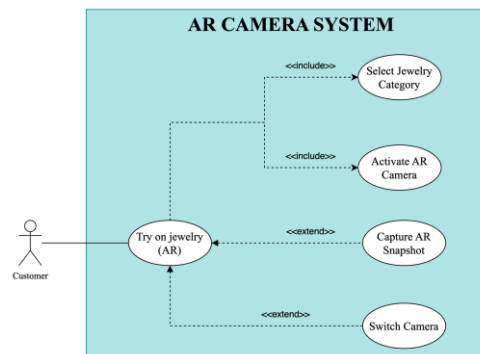 AR CAMERA SYSTEM
<<include>>
Select Jewelry
Category
<<include>>
Activate AR
Camera
Try on jewelry
(AR)
<<extend>>
Capture AR
Snapshot
Customer
<<extend>>
Switch Camera